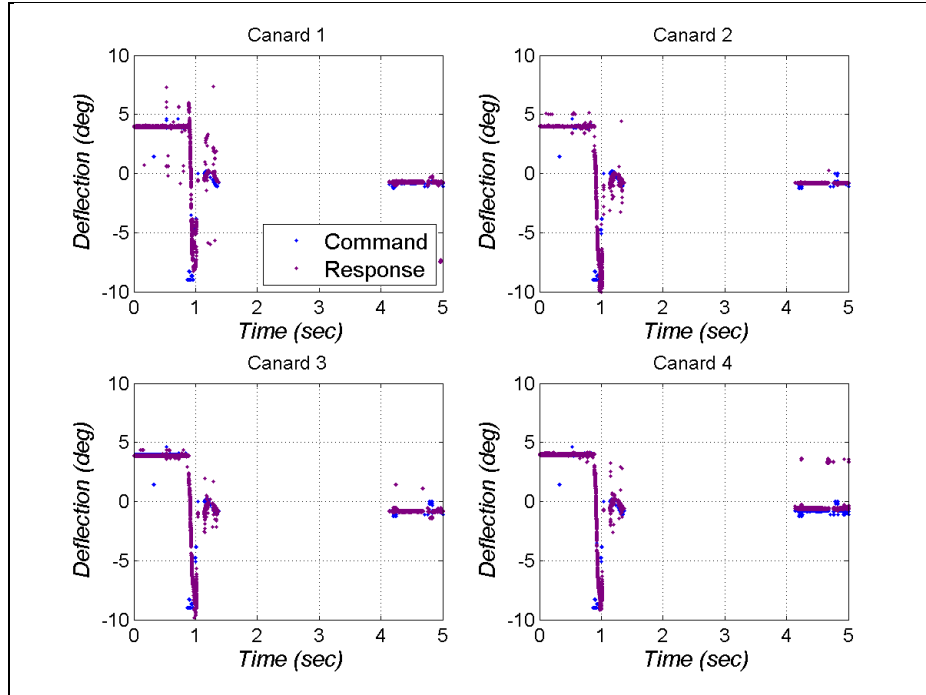 Canard 1
10
5
0
-5
-10
Deflection (deg)
0 1 2 3 4 5
Time (sec)
Command
Response
Canard 2
10
5
0
-5
-10
Deflection (deg)
0 1 2 3 4 5
Time (sec)
Canard 3
10
5
0
-5
-10
Deflection (deg)
0 1 2 3 4 5
Time (sec)
Canard 4
10
5
0
-5
-10
Deflection (deg)
0 1 2 3 4 5
Time (sec)